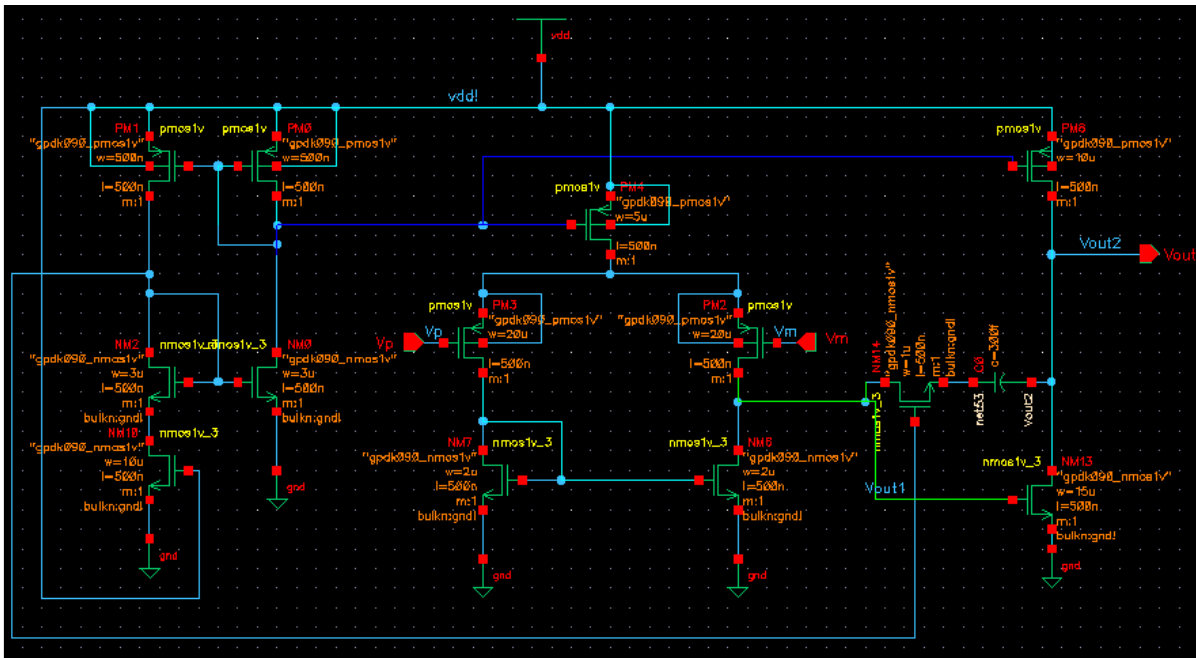 vdd
vdd!
PM1
pmos1v
"gpdk090_pmos1v"
w=500n
l=500n
m:1
pmos1v
PM0
"gpdk090_pmos1v"
w=500n
l=500n
m:1
pmos1v
PM4
"gpdk090_pmos1v"
w=5u
l=500n
m:1
pmos1v
"gpdk090_pmos1v"
w=10u
l=500n
m:1
Vout2
Vout
pmos1v
PM3
"gpdk090_pmos1v"
w=20u
l=500n
m:1
Vp
Vp
PM2
pmos1v
"gpdk090_pmos1v"
w=20u
l=500n
m:1
Vm
Vm
NM14
"gpdk090_nmos1v"
w=1u
l=500n
m:1
bulkn:gnd!
nmos1v_3
C0
c=300f
net53
Vout2
NM2
nmos1v_3
"gpdk090_nmos1v"
w=3u
l=500n
m:1
bulkn:gnd!
nmos1v_3
NM0
"gpdk090_nmos1v"
w=3u
l=500n
m:1
bulkn:gnd!
NM10
nmos1v_3
"gpdk090_nmos1v"
w=10u
l=500n
m:1
bulkn:gnd!
gnd
gnd
NM7
nmos1v_3
"gpdk090_nmos1v"
w=2u
l=500n
m:1
bulkn:gnd!
gnd
nmos1v_3
"gpdk090_nmos1v"
w=2u
l=500n
m:1
bulkn:gnd!
gnd
Vout1
nmos1v_3
NM13
"gpdk090_nmos1v"
w=15u
l=500n
m:1
bulkn:gnd!
gnd